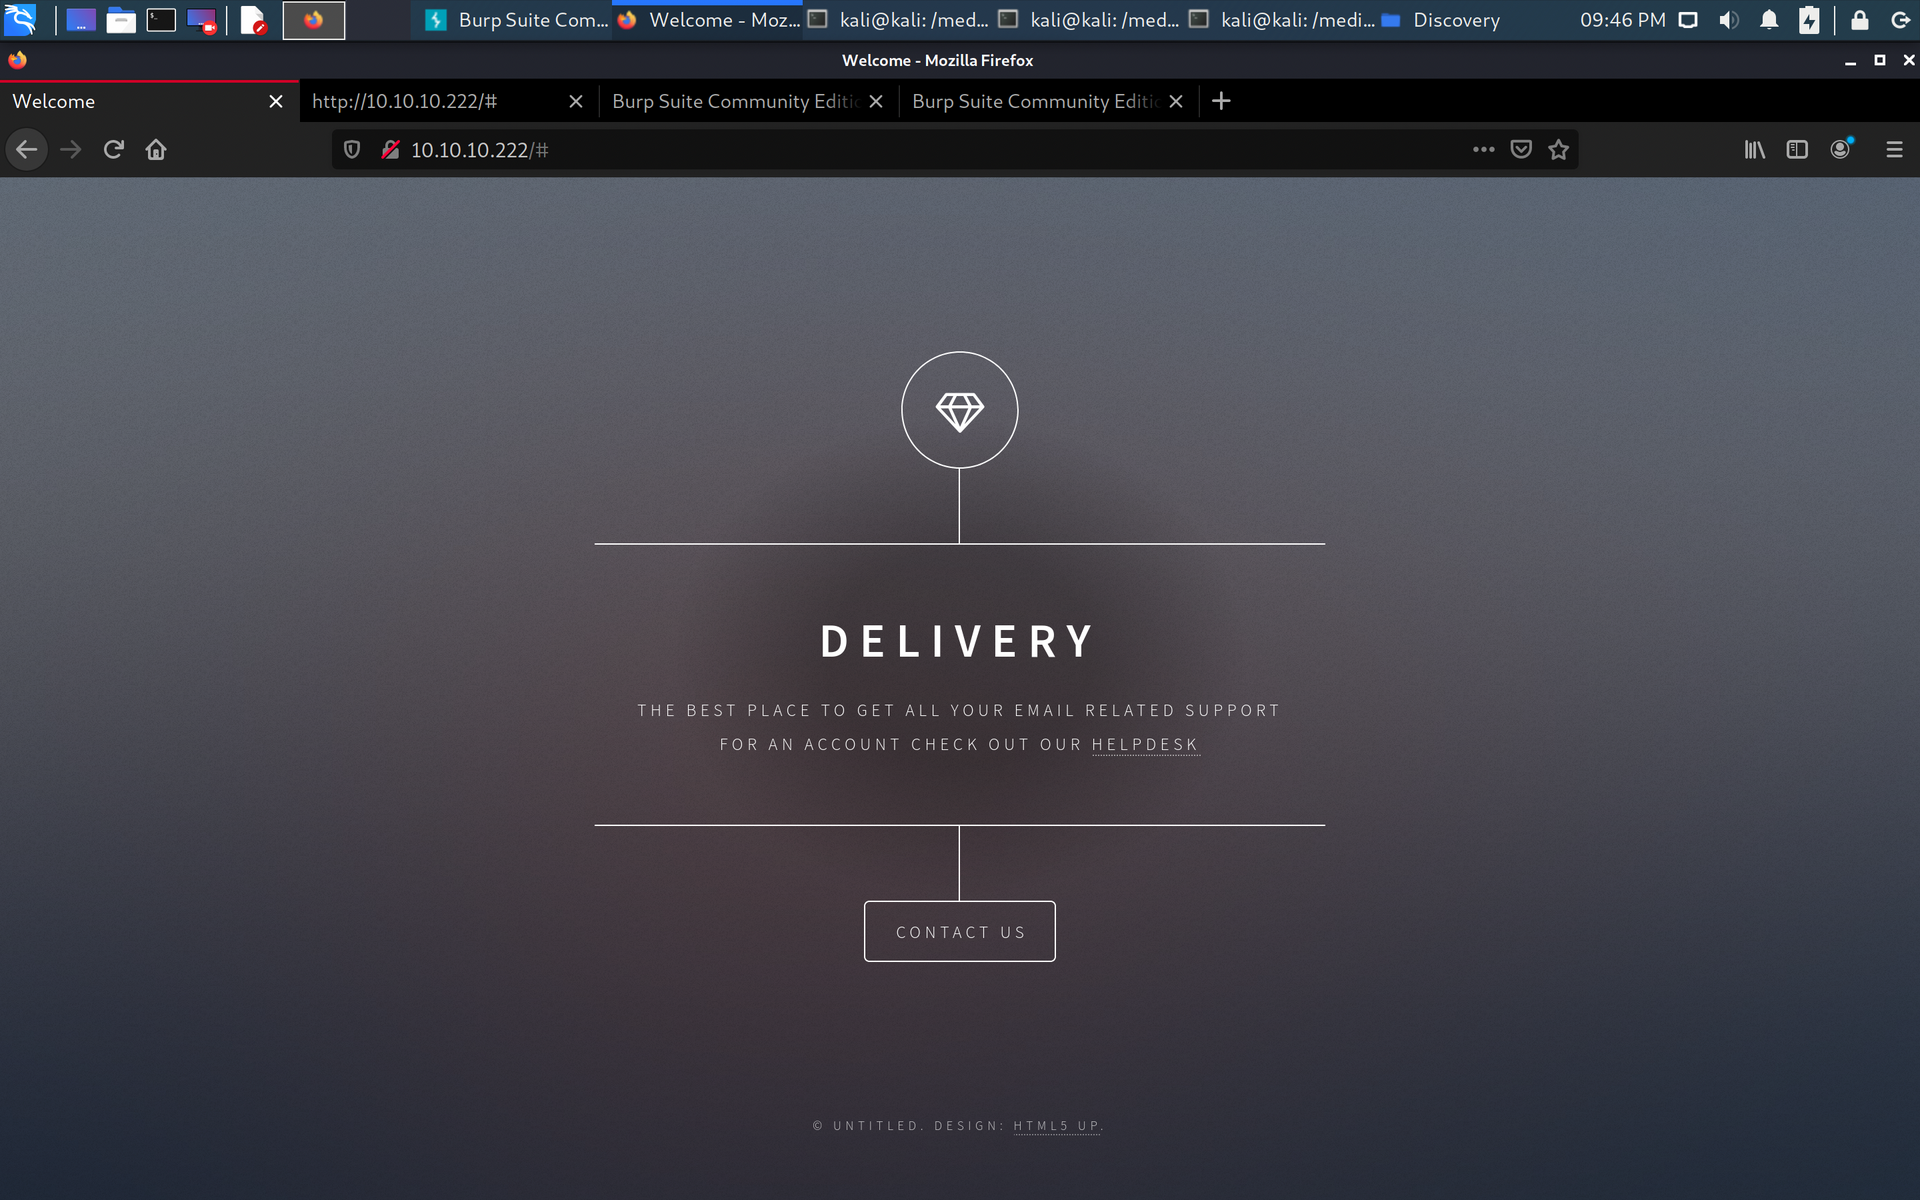 Burp Suite Com...
Welcome - Moz...
kali@kali: /med...
kali@kali: /med...
kali@kali: /medi...
Discovery
09:46 PM
Welcome - Mozilla Firefox
Welcome
http://10.10.10.222/#
Burp Suite Community Editi
Burp Suite Community Editi
10.10.10.222/#
DELIVERY
THE BEST PLACE TO GET ALL YOUR EMAIL RELATED SUPPORT
FOR AN ACCOUNT CHECK OUT OUR HELPDESK
CONTACT US
© UNTITLED. DESIGN: HTML5 UP.